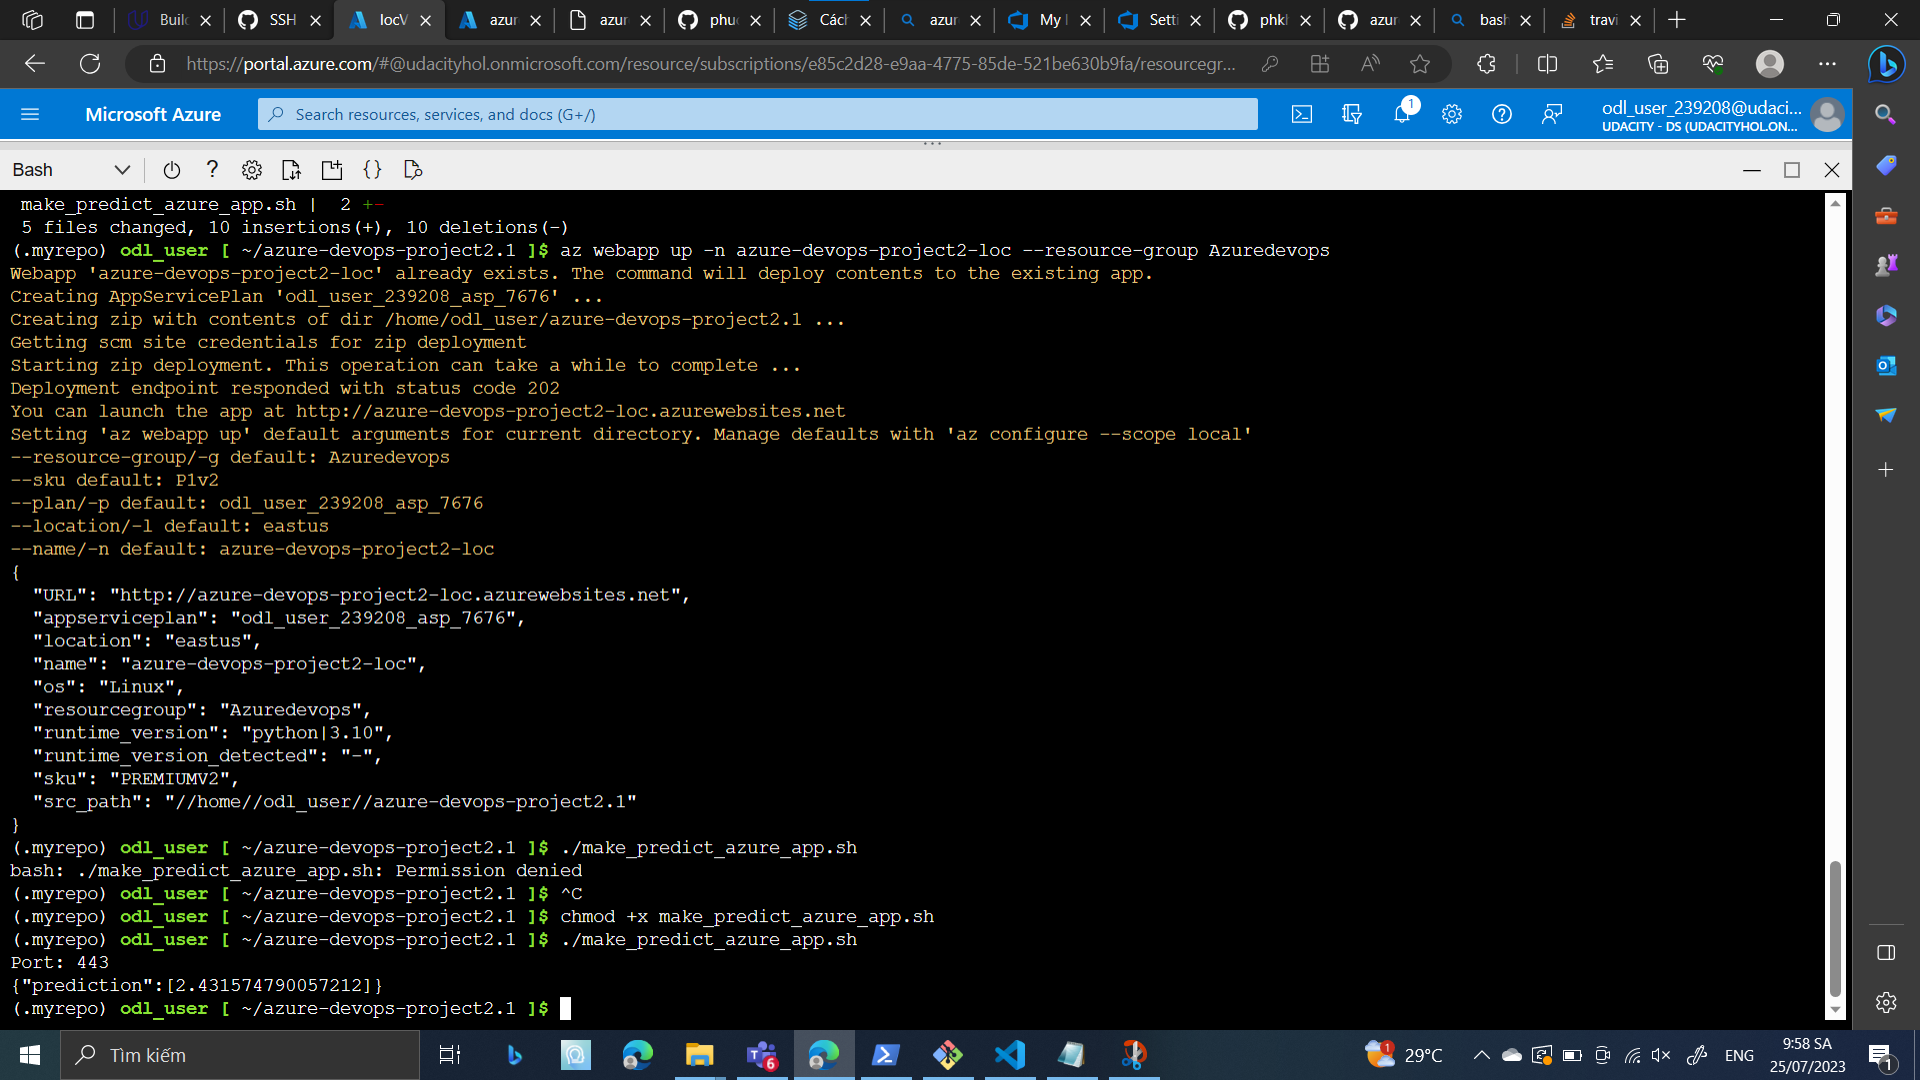 Builc
SSH
locV
azur
azur
phuc
Cách
azur
My
Setti
phkl
azur
bash
travi
https://portal.azure.com/#@udacityhol.onmicrosoft.com/resource/subscriptions/e85c2d28-e9aa-4775-85de-521be630b9fa/resourcegr...
Microsoft Azure
Search resources, services, and docs (G+/)
1
odl_user_239208@udaci...
UDACITY - DS (UDACITYHOL.ON...
Bash
make_predict_azure_app.sh |  2 +-
5 files changed, 10 insertions(+), 10 deletions(-)
(.myrepo) odl_user [ ~/azure-devops-project2.1 ]$ az webapp up -n azure-devops-project2-loc --resource-group Azuredevops
Webapp 'azure-devops-project2-loc' already exists. The command will deploy contents to the existing app.
Creating AppServicePlan 'odl_user_239208_asp_7676' ...
Creating zip with contents of dir /home/odl_user/azure-devops-project2.1 ...
Getting scm site credentials for zip deployment
Starting zip deployment. This operation can take a while to complete ...
Deployment endpoint responded with status code 202
You can launch the app at http://azure-devops-project2-loc.azurewebsites.net
Setting 'az webapp up' default arguments for current directory. Manage defaults with 'az configure --scope local'
--resource-group/-g default: Azuredevops
--sku default: P1v2
--plan/-p default: odl_user_239208_asp_7676
--location/-l default: eastus
--name/-n default: azure-devops-project2-loc
{
"URL": "http://azure-devops-project2-loc.azurewebsites.net",
"appserviceplan": "odl_user_239208_asp_7676",
"location": "eastus",
"name": "azure-devops-project2-loc",
"os": "Linux",
"resourcegroup": "Azuredevops",
"runtime_version": "python|3.10",
"runtime_version_detected": "-",
"sku": "PREMIUMV2",
"src_path": "//home//odl_user//azure-devops-project2.1"
}
(.myrepo) odl_user [ ~/azure-devops-project2.1 ]$ ./make_predict_azure_app.sh
bash: ./make_predict_azure_app.sh: Permission denied
(.myrepo) odl_user [ ~/azure-devops-project2.1 ]$ ^C
(.myrepo) odl_user [ ~/azure-devops-project2.1 ]$ chmod +x make_predict_azure_app.sh
(.myrepo) odl_user [ ~/azure-devops-project2.1 ]$ ./make_predict_azure_app.sh
Port: 443
{"prediction":[2.431574790057212]}
(.myrepo) odl_user [ ~/azure-devops-project2.1 ]$
Tìm kiếm
6
1
29°C
ENG
9:58 SA
25/07/2023
1